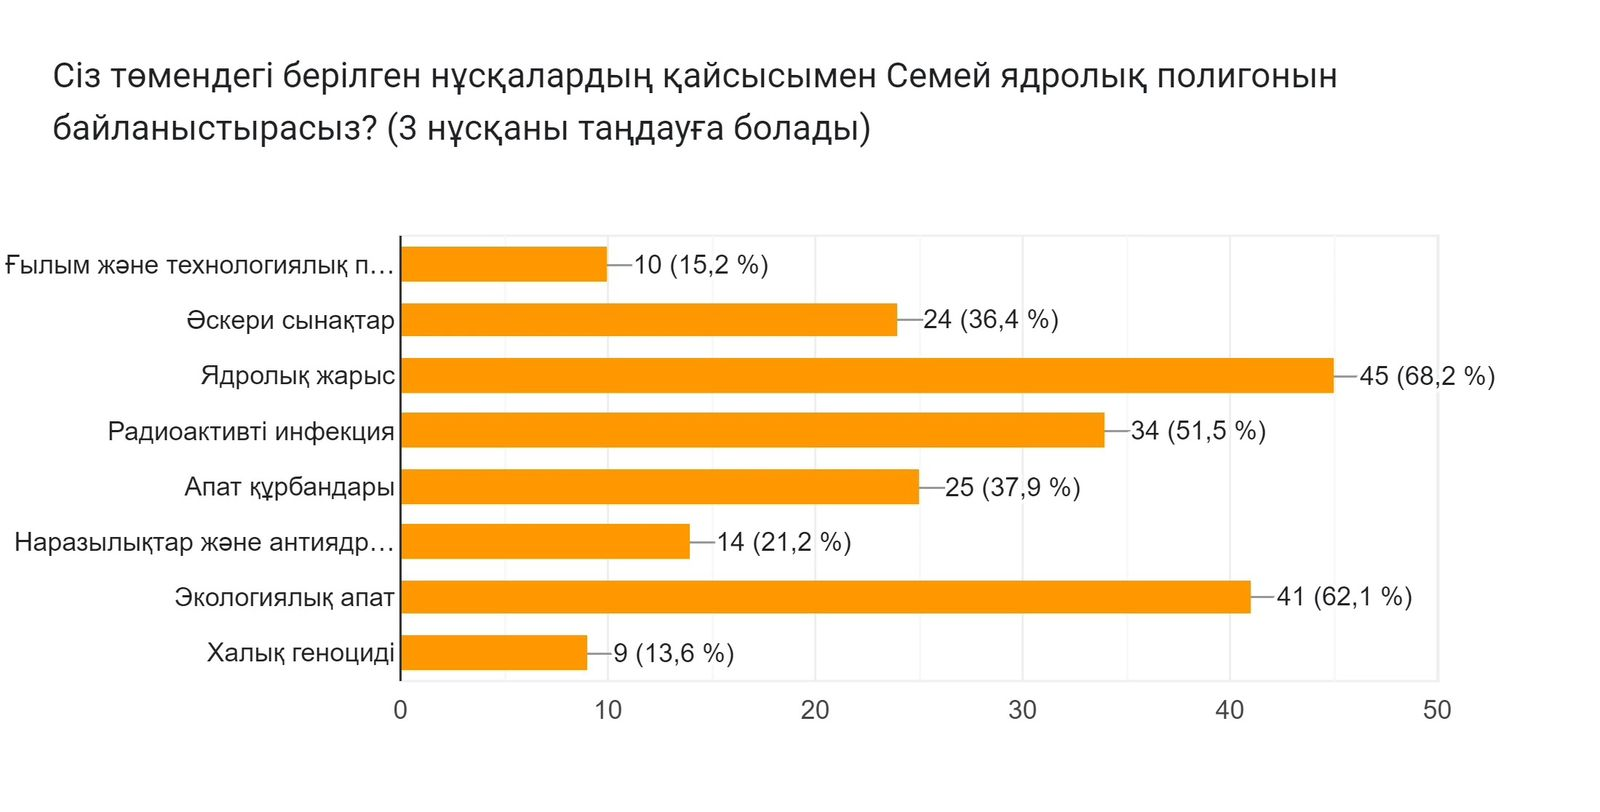 Сіз төмендегі берілген нұсқалардың қайсысымен Семей ядролық полигонын
байланыстырасыз? (3 нұсқаны таңдауға болады)
Ғылым және технологиялық п…
10 (15,2 %)
Әскери сынақтар
24 (36,4 %)
Ядролық жарыс
45 (68,2 %)
Радиоактивті инфекция
34 (51,5 %)
Апат құрбандары
25 (37,9 %)
Наразылықтар және антиядр…
14 (21,2 %)
Экологиялық апат
41 (62,1 %)
Халық геноциді
9 (13,6 %)
0 10 20 30 40 50